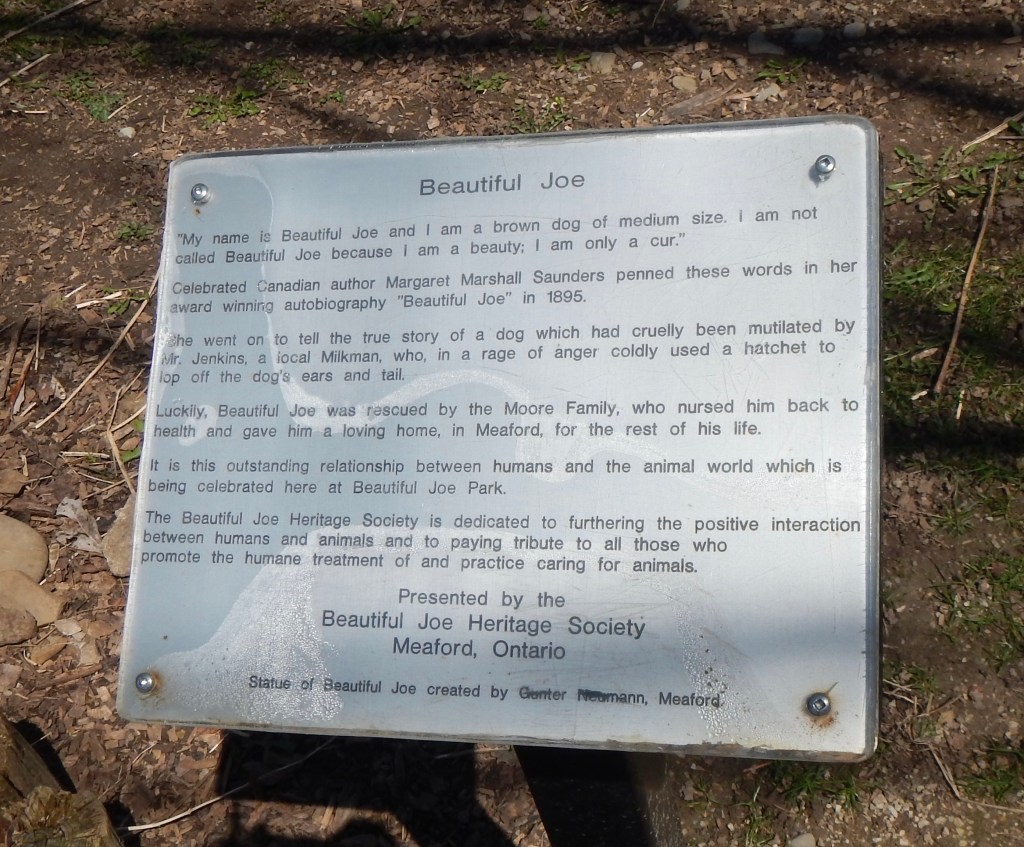 Beautiful Joe
"My name is Beautiful Joe and I am a brown dog of medium size. I am not
called Beautiful Joe because I am a beauty; I am only a cur."
Celebrated Canadian author Margaret Marshall Saunders penned these words in her
award winning autobiography "Beautiful Joe" in 1895.
She went on to tell the true story of a dog which had cruelly been mutilated by
Mr. Jenkins, a local Milkman, who, in a rage of anger coldly used a hatchet to
lop off the dog's ears and tail.
Luckily, Beautiful Joe was rescued by the Moore Family, who nursed him back to
health and gave him a loving home, in Meaford, for the rest of his life.
It is this outstanding relationship between humans and the animal world which is
being celebrated here at Beautiful Joe Park.
The Beautiful Joe Heritage Society is dedicated to furthering the positive interaction
between humans and animals and to paying tribute to all those who
promote the humane treatment of and practice caring for animals.
Presented by the
Beautiful Joe Heritage Society
Meaford, Ontario
Statue of Beautiful Joe created by Gunter Neumann, Meaford.